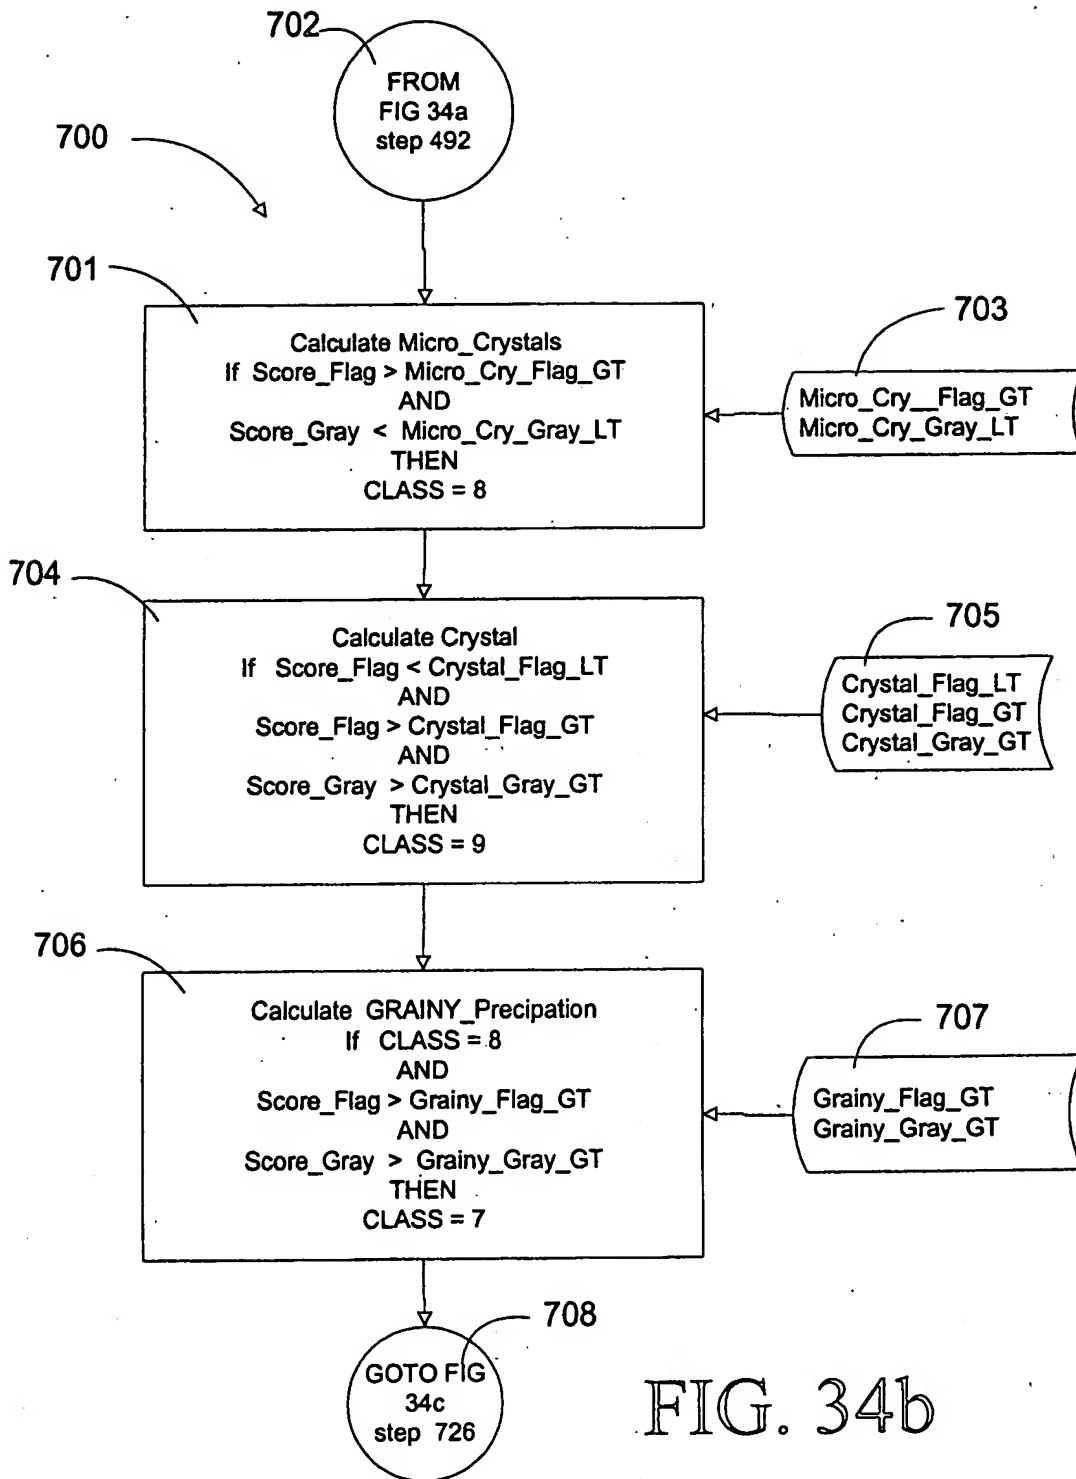 702
FROM
FIG 34a
step 492
700
701
Calculate Micro_Crystals
If Score_Flag > Micro_Cry_Flag_GT
AND
Score_Gray < Micro_Cry_Gray_LT
THEN
CLASS = 8
703
Micro_Cry__Flag_GT
Micro_Cry_Gray_LT
704
Calculate Crystal
If Score_Flag < Crystal_Flag_LT
AND
Score_Flag > Crystal_Flag_GT
AND
Score_Gray > Crystal_Gray_GT
THEN
CLASS = 9
705
Crystal_Flag_LT
Crystal_Flag_GT
Crystal_Gray_GT
706
Calculate GRAINY_Precipation
If CLASS = 8
AND
Score_Flag > Grainy_Flag_GT
AND
Score_Gray > Grainy_Gray_GT
THEN
CLASS = 7
707
Grainy_Flag_GT
Grainy_Gray_GT
708
GOTO FIG
34c
step 726
FIG. 34b